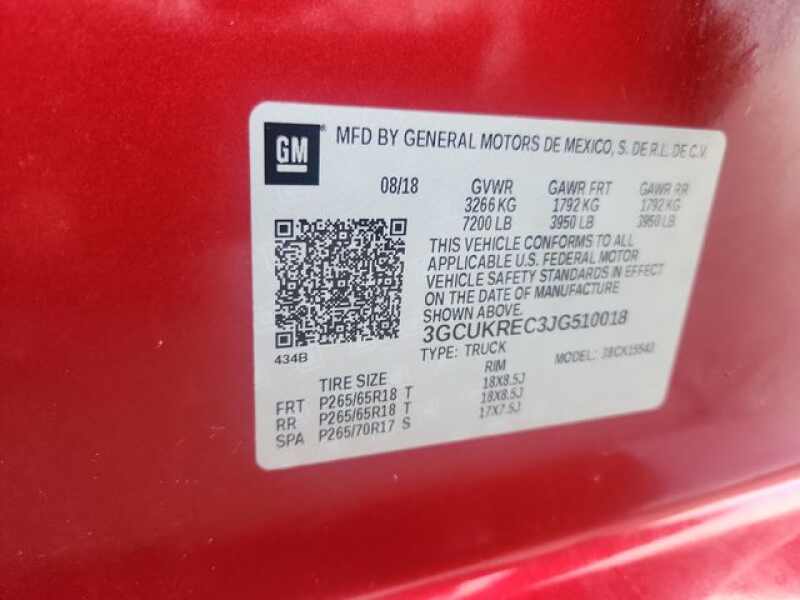 GM ® MFD BY GENERAL MOTORS DE MEXICO, S. DE R.L. DE C.V.
08/18 GVWR GAWR FRT GAWR RR
3266 KG 1792 KG 1792 KG
7200 LB 3950 LB 3950 LB
THIS VEHICLE CONFORMS TO ALL
APPLICABLE U.S. FEDERAL MOTOR
VEHICLE SAFETY STANDARDS IN EFFECT
ON THE DATE OF MANUFACTURE
SHOWN ABOVE.
3GCUKREC3JG510018
434B TYPE: TRUCK MODEL:
TIRE SIZE RIM
FRT P265/65R18 T 18X8.5J
RR P265/65R18 T 18X8.5J
SPA P265/70R17 S 17X7.5J